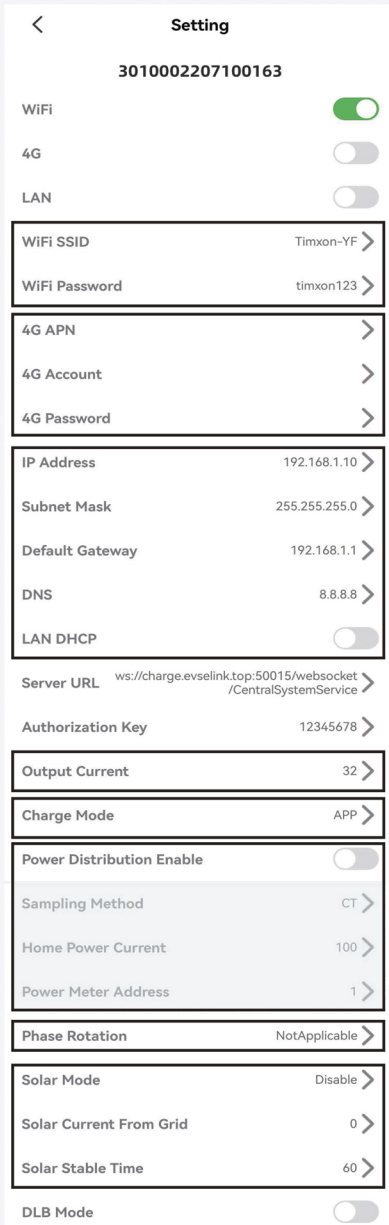 Setting
3010002207100163
WiFi
4G
LAN
WiFi SSID Timxon-YF
WiFi Password timxon123
4G APN
4G Account
4G Password
IP Address 192.168.1.10
Subnet Mask 255.255.255.0
Default Gateway 192.168.1.1
DNS 8.8.8.8
LAN DHCP
Server URL ws://charge.evselink.top:50015/websocket
/CentralSystemService
Authorization Key 12345678
Output Current 32
Charge Mode APP
Power Distribution Enable
Sampling Method CT
Home Power Current 100
Power Meter Address 1
Phase Rotation NotApplicable
Solar Mode Disable
Solar Current From Grid 0
Solar Stable Time 60
DLB Mode